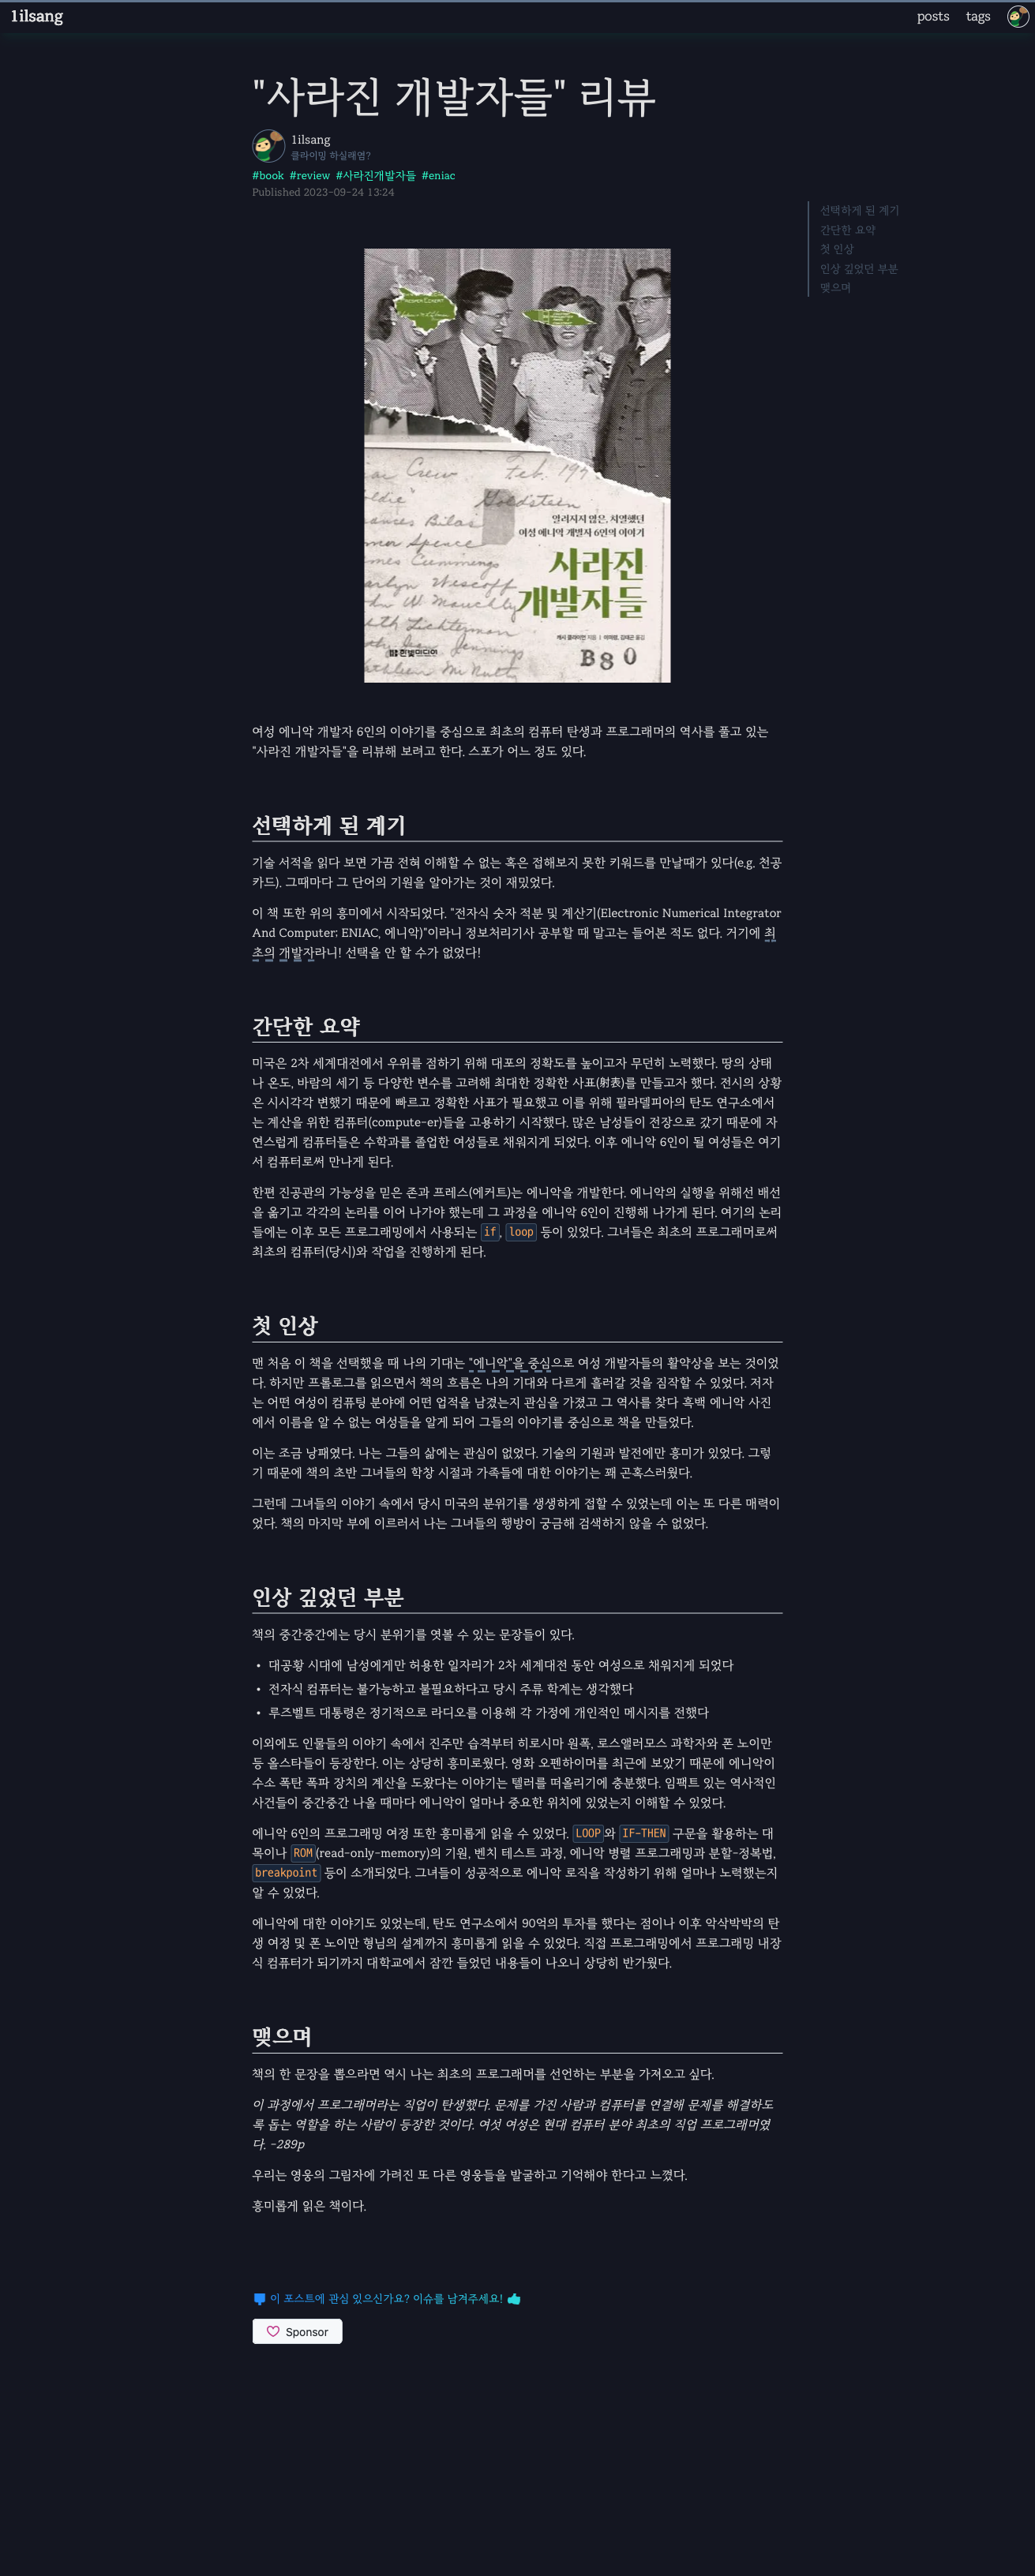 1ilsang
posts
tags
"사라진 개발자들" 리뷰
1ilsang
클라이밍 하실래염?
#book #review #사라진개발자들 #eniac
Published 2023-09-24 13:24
선택하게 된 계기
간단한 요약
첫 인상
인상 깊었던 부분
맺으며
알려지지 않은, 치열했던
여성 에니악 개발자 6인의 이야기
사라진
개발자들
한빛미디어
여성 에니악 개발자 6인의 이야기를 중심으로 최초의 컴퓨터 탄생과 프로그래머의 역사를 풀고 있는
"사라진 개발자들"을 리뷰해 보려고 한다. 스포가 어느 정도 있다.
선택하게 된 계기
기술 서적을 읽다 보면 가끔 전혀 이해할 수 없는 혹은 접해보지 못한 키워드를 만날때가 있다(e.g. 천공
카드). 그때마다 그 단어의 기원을 알아가는 것이 재밌었다.
이 책 또한 위의 흥미에서 시작되었다. "전자식 숫자 적분 및 계산기(Electronic Numerical Integrator
And Computer; ENIAC, 에니악)"이라니 정보처리기사 공부할 때 말고는 들어본 적도 없다. 거기에 최
초의 개발자라니! 선택을 안 할 수가 없었다!
간단한 요약
미국은 2차 세계대전에서 우위를 점하기 위해 대포의 정확도를 높이고자 무던히 노력했다. 땅의 상태
나 온도, 바람의 세기 등 다양한 변수를 고려해 최대한 정확한 사표(射表)를 만들고자 했다. 전시의 상황
은 시시각각 변했기 때문에 빠르고 정확한 사표가 필요했고 이를 위해 필라델피아의 탄도 연구소에서
는 계산을 위한 컴퓨터(compute-er)들을 고용하기 시작했다. 많은 남성들이 전장으로 갔기 때문에 자
연스럽게 컴퓨터들은 수학과를 졸업한 여성들로 채워지게 되었다. 이후 에니악 6인이 될 여성들은 여기
서 컴퓨터로써 만나게 된다.
한편 진공관의 가능성을 믿은 존과 프레스(에커트)는 에니악을 개발한다. 에니악의 실행을 위해선 배선
을 옮기고 각각의 논리를 이어 나가야 했는데 그 과정을 에니악 6인이 진행해 나가게 된다. 여기의 논리
들에는 이후 모든 프로그래밍에서 사용되는 if, loop 등이 있었다. 그녀들은 최초의 프로그래머로써
최초의 컴퓨터(당시)와 작업을 진행하게 된다.
첫 인상
맨 처음 이 책을 선택했을 때 나의 기대는 "에니악"을 중심으로 여성 개발자들의 활약상을 보는 것이었
다. 하지만 프롤로그를 읽으면서 책의 흐름은 나의 기대와 다르게 흘러갈 것을 짐작할 수 있었다. 저자
는 어떤 여성이 컴퓨팅 분야에 어떤 업적을 남겼는지 관심을 가졌고 그 역사를 찾다 흑백 에니악 사진
에서 이름을 알 수 없는 여성들을 알게 되어 그들의 이야기를 중심으로 책을 만들었다.
이는 조금 낭패였다. 나는 그들의 삶에는 관심이 없었다. 기술의 기원과 발전에만 흥미가 있었다. 그렇
기 때문에 책의 초반 그녀들의 학창 시절과 가족들에 대한 이야기는 꽤 곤혹스러웠다.
그런데 그녀들의 이야기 속에서 당시 미국의 분위기를 생생하게 접할 수 있었는데 이는 또 다른 매력이
었다. 책의 마지막 부에 이르러서 나는 그녀들의 행방이 궁금해 검색하지 않을 수 없었다.
인상 깊었던 부분
책의 중간중간에는 당시 분위기를 엿볼 수 있는 문장들이 있다.
• 대공황 시대에 남성에게만 허용한 일자리가 2차 세계대전 동안 여성으로 채워지게 되었다
• 전자식 컴퓨터는 불가능하고 불필요하다고 당시 주류 학계는 생각했다
• 루즈벨트 대통령은 정기적으로 라디오를 이용해 각 가정에 개인적인 메시지를 전했다
이외에도 인물들의 이야기 속에서 진주만 습격부터 히로시마 원폭, 로스앨러모스 과학자와 폰 노이만
등 올스타들이 등장한다. 이는 상당히 흥미로웠다. 영화 오펜하이머를 최근에 보았기 때문에 에니악이
수소 폭탄 폭파 장치의 계산을 도왔다는 이야기는 텔러를 떠올리기에 충분했다. 임팩트 있는 역사적인
사건들이 중간중간 나올 때마다 에니악이 얼마나 중요한 위치에 있었는지 이해할 수 있었다.
에니악 6인의 프로그래밍 여정 또한 흥미롭게 읽을 수 있었다. LOOP와 IF-THEN 구문을 활용하는 대
목이나 ROM(read-only-memory)의 기원, 벤치 테스트 과정, 에니악 병렬 프로그래밍과 분할-정복법,
breakpoint 등이 소개되었다. 그녀들이 성공적으로 에니악 로직을 작성하기 위해 얼마나 노력했는지
알 수 있었다.
에니악에 대한 이야기도 있었는데, 탄도 연구소에서 90억의 투자를 했다는 점이나 이후 악삭박박의 탄
생 여정 및 폰 노이만 형님의 설계까지 흥미롭게 읽을 수 있었다. 직접 프로그래밍에서 프로그래밍 내장
식 컴퓨터가 되기까지 대학교에서 잠깐 들었던 내용들이 나오니 상당히 반가웠다.
맺으며
책의 한 문장을 뽑으라면 역시 나는 최초의 프로그래머를 선언하는 부분을 가져오고 싶다.
이 과정에서 프로그래머라는 직업이 탄생했다. 문제를 가진 사람과 컴퓨터를 연결해 문제를 해결하도
록 돕는 역할을 하는 사람이 등장한 것이다. 여섯 여성은 현대 컴퓨터 분야 최초의 직업 프로그래머였
다. -289p
우리는 영웅의 그림자에 가려진 또 다른 영웅들을 발굴하고 기억해야 한다고 느꼈다.
흥미롭게 읽은 책이다.
이 포스트에 관심 있으신가요? 이슈를 남겨주세요!
Sponsor